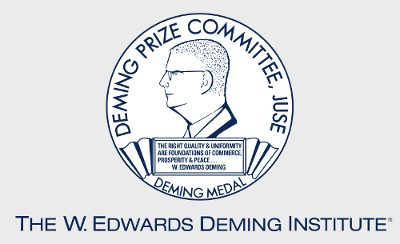 DEMING PRIZE COMMITTEE, JUSE
THE RIGHT QUALITY & UNIFORMITY
ARE FOUNDATIONS OF COMMERCE,
PROSPERITY & PEACE...
W. EDWARDS DEMING
DEMING MEDAL
THE W. EDWARDS DEMING INSTITUTE®